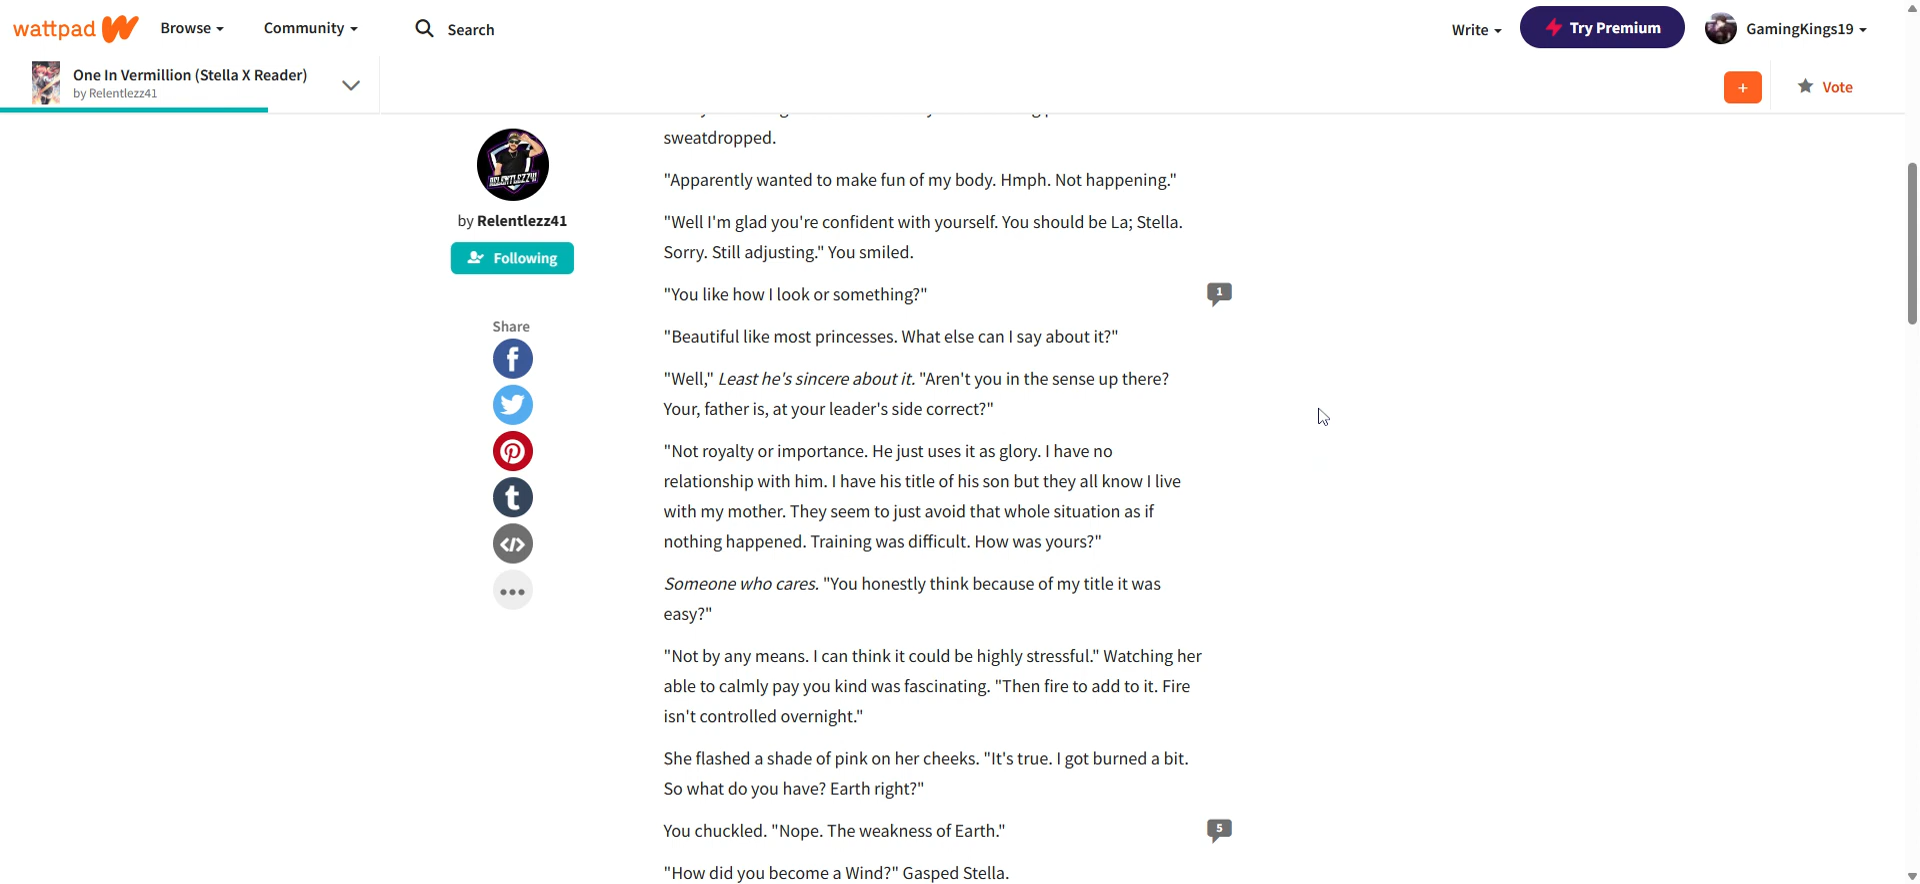 wattpad
Browse
Community
Search
Write
Try Premium
GamingKings19
One In Vermillion (Stella X Reader)
by Relentlezz41
+
Vote
sweatdropped.
RELENTLEZZ41
by Relentlezz41
Following
Share
"Apparently wanted to make fun of my body. Hmph. Not happening."
"Well I'm glad you're confident with yourself. You should be La; Stella.
Sorry. Still adjusting." You smiled.
"You like how I look or something?"
1
"Beautiful like most princesses. What else can I say about it?"
"Well," Least he's sincere about it. "Aren't you in the sense up there?
Your, father is, at your leader's side correct?"
"Not royalty or importance. He just uses it as glory. I have no
relationship with him. I have his title of his son but they all know I live
with my mother. They seem to just avoid that whole situation as if
nothing happened. Training was difficult. How was yours?"
Someone who cares. "You honestly think because of my title it was
easy?"
"Not by any means. I can think it could be highly stressful." Watching her
able to calmly pay you kind was fascinating. "Then fire to add to it. Fire
isn't controlled overnight."
She flashed a shade of pink on her cheeks. "It's true. I got burned a bit.
So what do you have? Earth right?"
You chuckled. "Nope. The weakness of Earth."
5
"How did you become a Wind?" Gasped Stella.